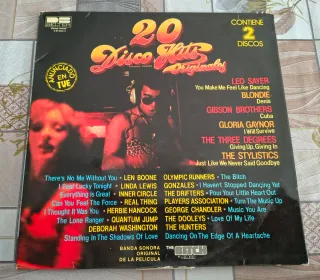 20
Disco Hits
Originales
CONTIENE
2
DISCOS
ANUNCIADO
EN
TVE
LEO SAYER
You Make Me Feel Like Dancing
BLONDIE
Denis
GIBSON BROTHERS
Cuba
GLORIA GAYNOR
I Will Survive
THE THREE DEGREES
Giving Up, Giving In
THE STYLISTICS
Just Like We Never Said Goodbye
There's No Me Without You • LEN BOONE
I Feel Lucky Tonight • LINDA LEWIS
Everything Is Great • INNER CIRCLE
Can You Feel The Force • REAL THING
I Thought It Was You • HERBIE HANCOCK
The Lone Ranger • QUANTUM JUMP
DEBORAH WASHINGTON
Standing In The Shadows Of Love
OLYMPIC RUNNERS • The Bitch
GONZALES • I Haven't Stopped Dancing Yet
THE DRIFTERS • Pour Your Little Heart Out
PLAYERS ASSOCIATION • Turn The Music Up
GEORGE CHANDLER • Music You Are
THE DOOLEYS • Love Of My Life
THE HUNTERS
Dancing On The Edge Of A Heartache
BANDA SONORA
ORIGINAL
DE LA PELICULA
THE
BITCH